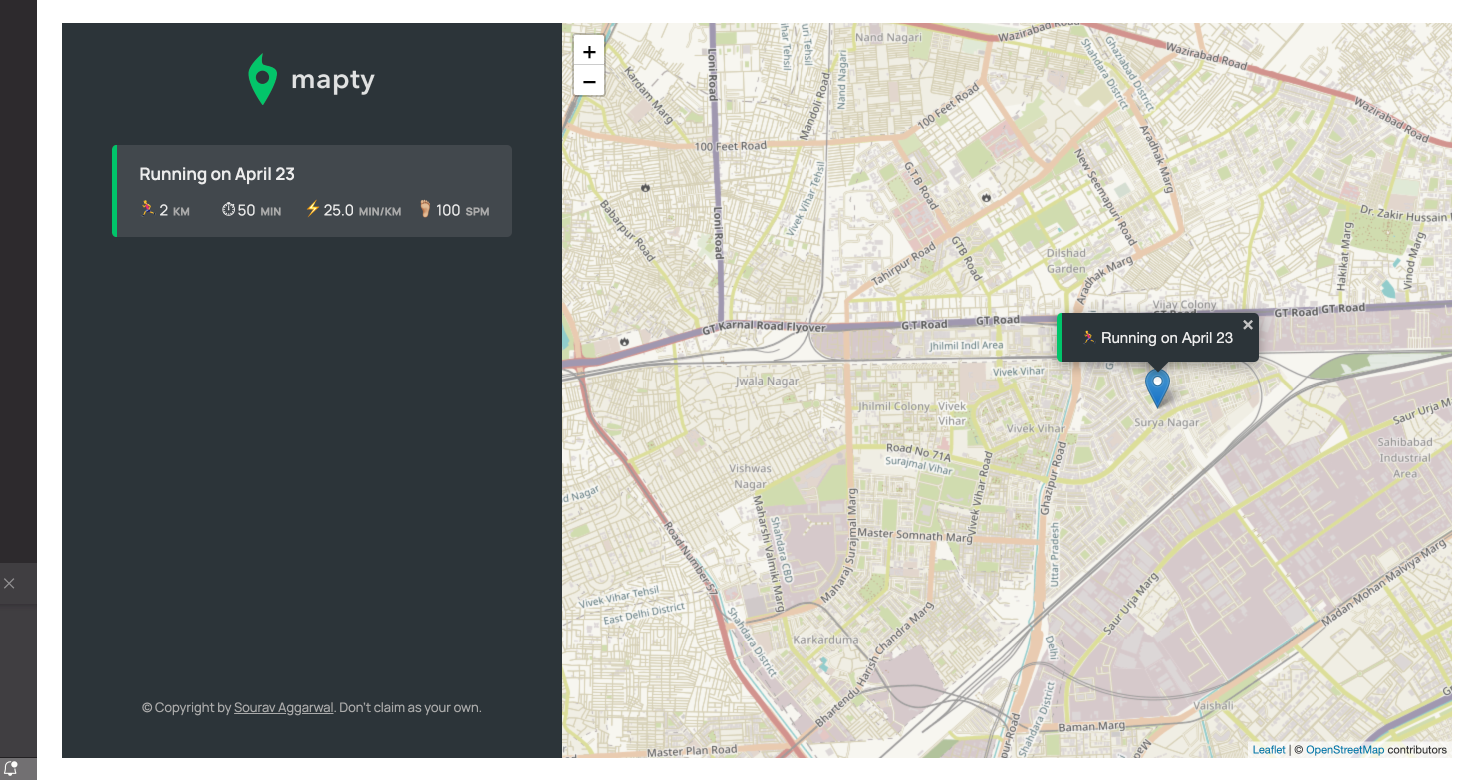 mapty
Running on April 23
2 KM 50 MIN 25.0 MIN/KM 100 SPM
© Copyright by Sourav Aggarwal. Don't claim as your own.
+
−
Nand Nagari
Wazirabad Road
Wazirabad Road
Wazirabad Road
Loni Road
Loni Road
Kardam Marg
Mandoli Road
Nand Nagari
100 Feet Road
100 Feet Road
Ghaziabad District
Shahdara District
Aradhak Marg
G.T.B Road
New Seemapuri Road
Vivek Vihar Tehsil
Babarpur Road
Dr. Zakir Hussain
Hakikat Marg
Vinod Marg
GTB Road
Tahirpur Road
Dilshad
Garden
Aradhak Marg
Vijay Colony
GT Karnal Road Flyover
G.T Road
GT Road
GT Road
GT Road
Running on April 23
×
Jhilmil Indl Area
Vivek Vihar
Jwala Nagar
Jhilmil Colony
Vivek
Vihar
Vivek Vihar
Surya Nagar
Saur Urja M
Sahibabad
Industrial
Area
Road No 71A
Surajmal Vihar
Vishwas
Nagar
d Nagar
Vivek Vihar Road
Ghazipur Road
Maharshi Valmiki Marg
Shahdara CBD
Maharaj Surajmal Marg
Master Somnath Marg
Road Number 57
Uttar Pradesh
Vivek Vihar Tehsil
East Delhi District
Saur Urja Marg
Madan Mohan Malviya Marg
Shahdara District
Karkarduma
Bhartendu Harish Chandra Marg
Delhi
Shahdara District
Vaishali
Baman Marg
Master Plan Road
pur Road
Leaflet | © OpenStreetMap contributors